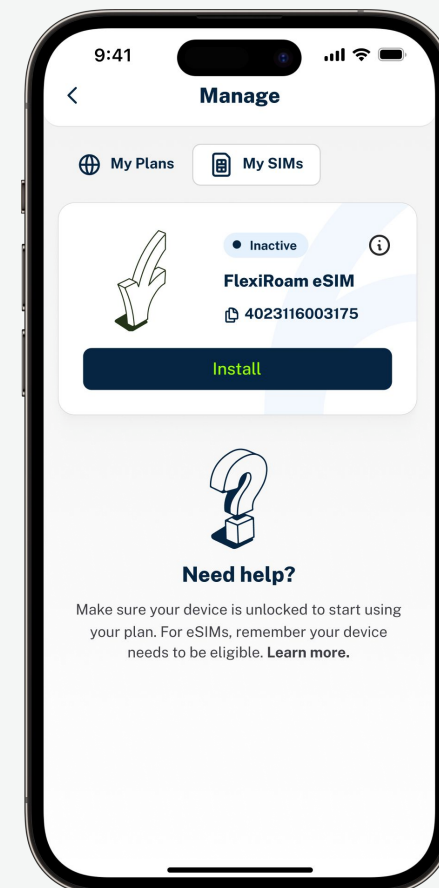 9:41
Manage
My Plans
My SIMs
Inactive
FlexiRoam eSIM
4023116003175
Install
Need help?
Make sure your device is unlocked to start using
your plan. For eSIMs, remember your device
needs to be eligible. Learn more.